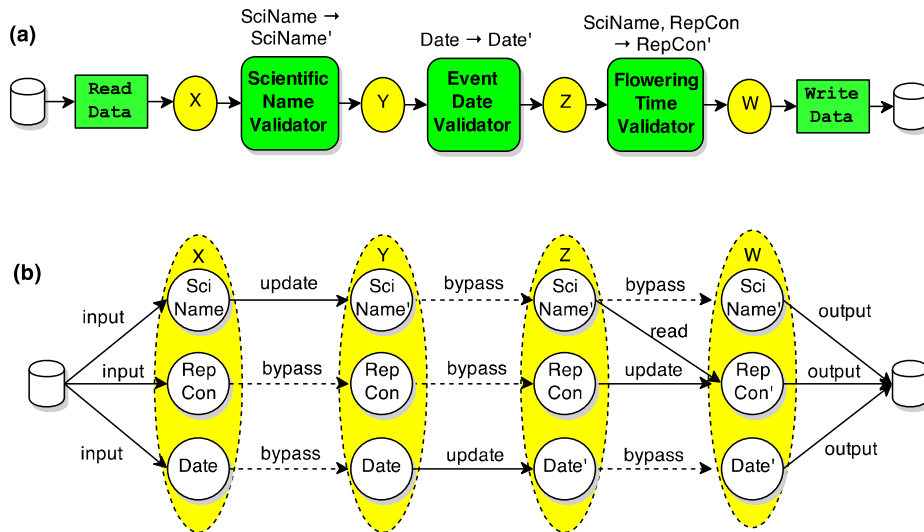 (a)
SciName →
SciName'
Date → Date'
SciName, RepCon
→ RepCon'
Read
Data
X
Scientific
Name
Validator
Y
Event
Date
Validator
Z
Flowering
Time
Validator
W
Write
Data
(b)
X
Y
Z
W
input
Sci
Name
update
Sci
Name'
bypass
Sci
Name'
bypass
Sci
Name'
output
read
input
Rep
Con
bypass
Rep
Con
bypass
Rep
Con
update
Rep
Con'
output
input
Date
bypass
Date
update
Date'
bypass
Date'
output